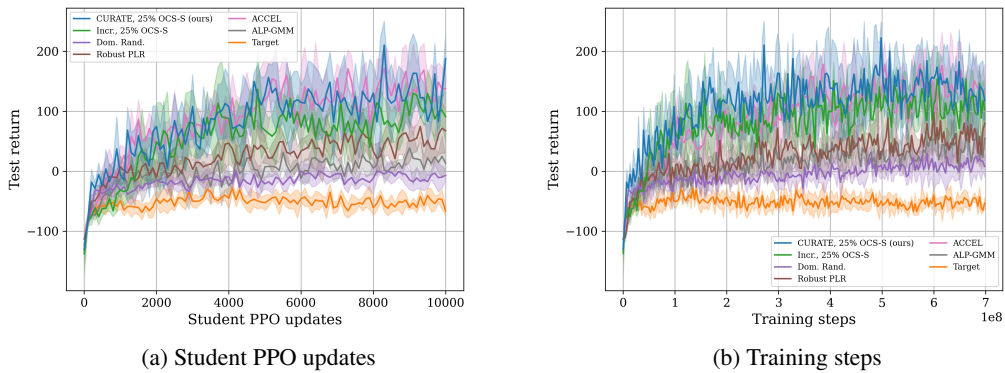 CURATE, 25% OCS-S (ours)
Incr., 25% OCS-S
Dom. Rand.
Robust PLR
ACCEL
ALP-GMM
Target
Test return
200
100
0
−100
0
2000
4000
6000
8000
10000
Student PPO updates
(a) Student PPO updates
Test return
200
100
0
−100
CURATE, 25% OCS-S (ours)
Incr., 25% OCS-S
Dom. Rand.
Robust PLR
ACCEL
ALP-GMM
Target
0
1
2
3
4
5
6
7
1e8
Training steps
(b) Training steps